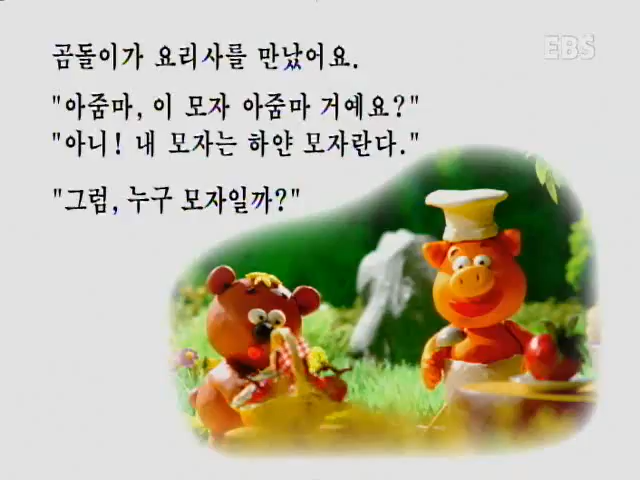 EBS
곰돌이가 요리사를 만났어요.
"아줌마, 이 모자 아줌마 거예요?"
"아니! 내 모자는 하얀 모자란다."
"그럼, 누구 모자일까?"